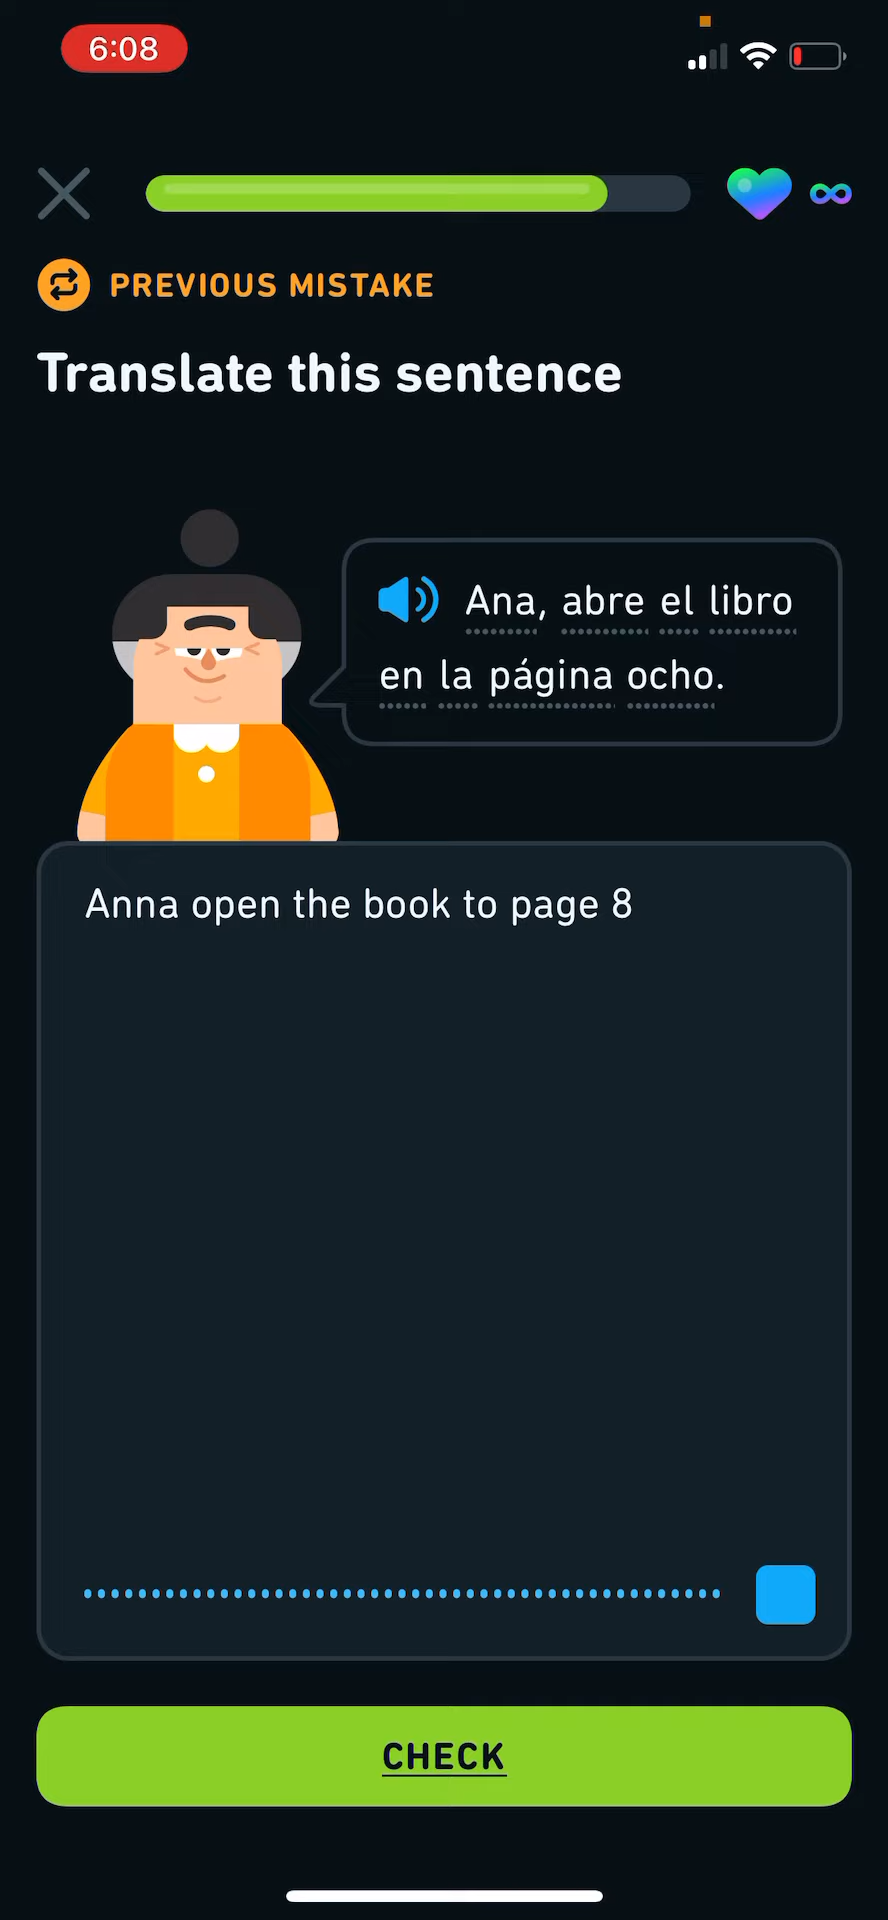 6:08
PREVIOUS MISTAKE
Translate this sentence
Ana, abre el libro
en la página ocho.
Anna open the book to page 8
CHECK